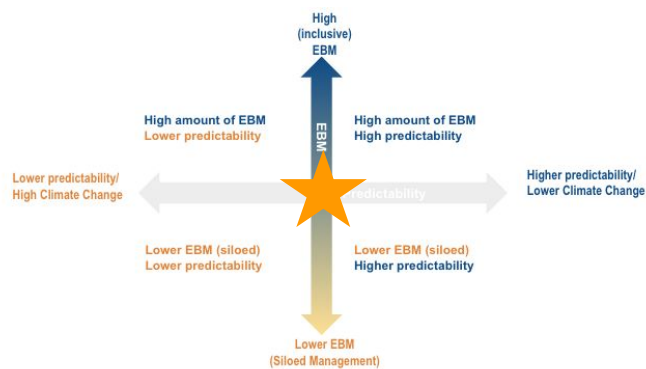 High
(inclusive)
EBM
High amount of EBM
Lower predictability
EBM
High amount of EBM
High predictability
Lower predictability/
High Climate Change
Predictability
Higher predictability/
Lower Climate Change
Lower EBM (siloed)
Lower predictability
Lower EBM (siloed)
Higher predictability
Lower EBM
(Siloed Management)